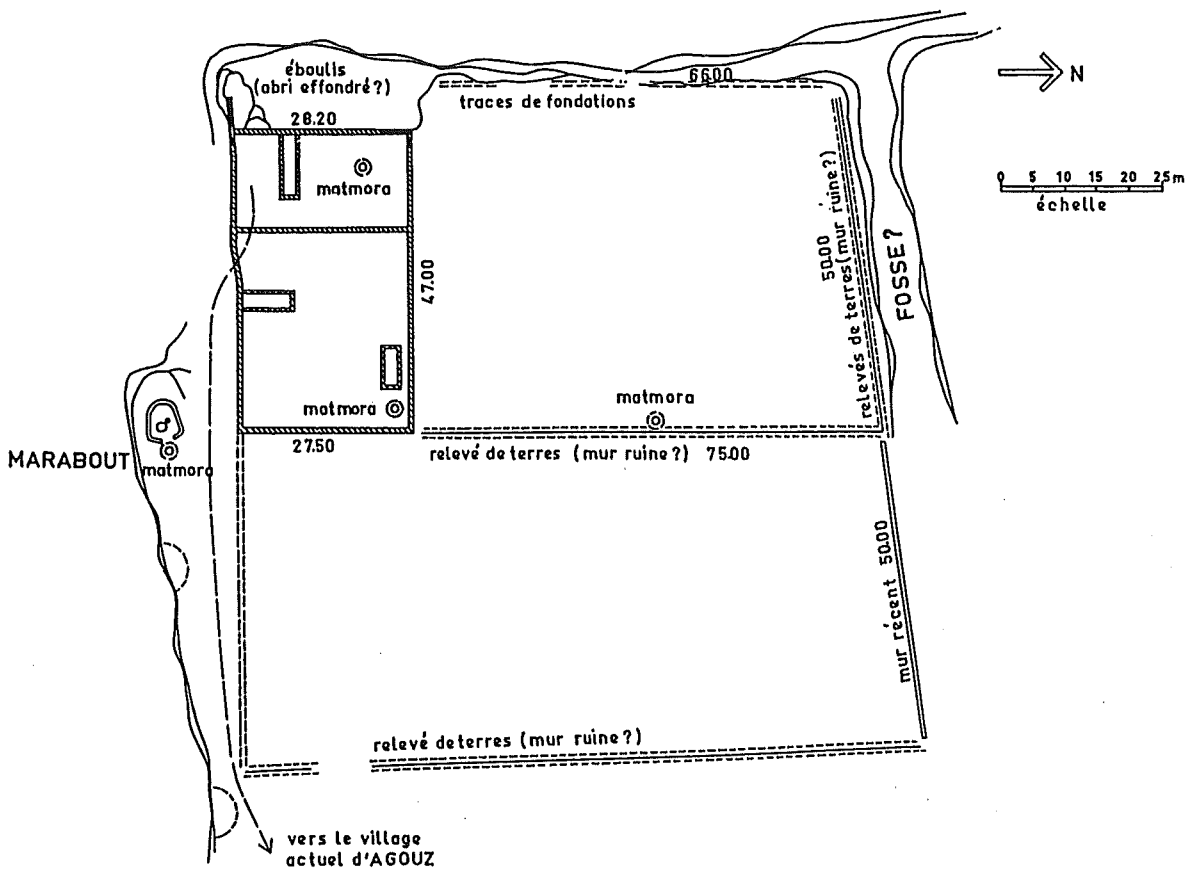 éboulis
(abri effondré?)
28.20
66.00
traces de fondations
N
0 5 10 15 20 25 m
échelle
matmora
50.00
relevés de terres (mur ruine?)
FOSSE?
47.00
matmora
matmora
27.50
relevé de terres (mur ruine?) 75.00
MARABOUT
matmora
mur récent 50.00
relevé de terres (mur ruine?)
vers le village
actuel d'AGOUZ